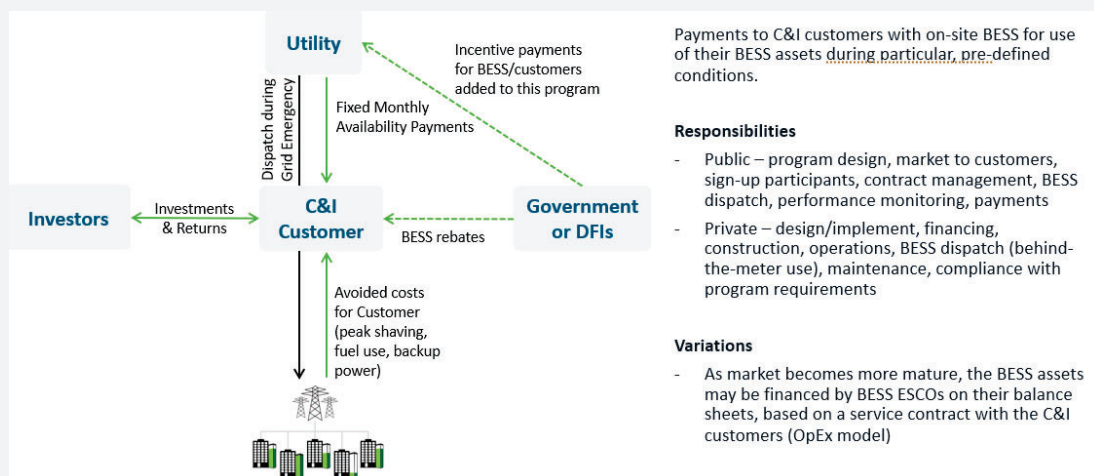 Utility
Incentive payments
for BESS/customers
added to this program
Dispatch during
Grid Emergency
Fixed Monthly
Availability Payments
Investors
Investments
& Returns
C&I
Customer
BESS rebates
Government
or DFIs
Avoided costs
for Customer
(peak shaving,
fuel use, backup
power)
Payments to C&I customers with on-site BESS for use
of their BESS assets during particular, pre-defined
conditions.
Responsibilities
- Public – program design, market to customers,
sign-up participants, contract management, BESS
dispatch, performance monitoring, payments
- Private – design/implement, financing,
construction, operations, BESS dispatch (behind-
the-meter use), maintenance, compliance with
program requirements
Variations
- As market becomes more mature, the BESS assets
may be financed by BESS ESCOs on their balance
sheets, based on a service contract with the C&I
customers (OpEx model)